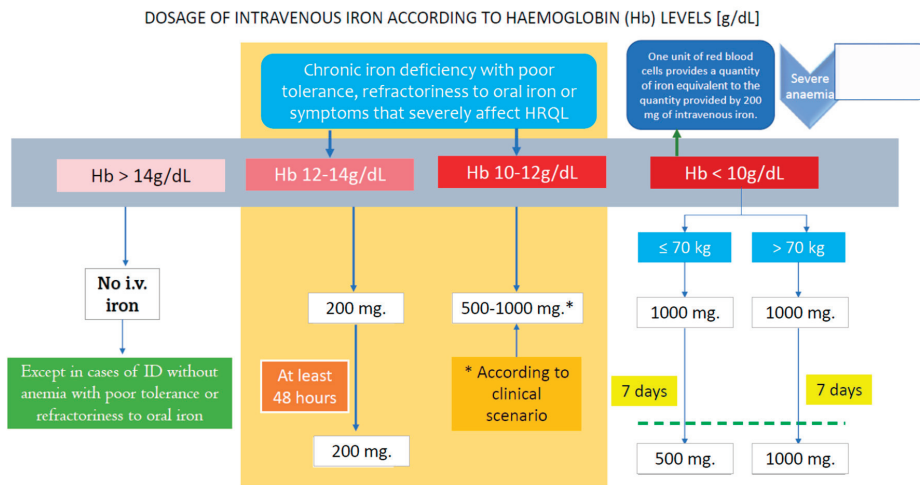 DOSAGE OF INTRAVENOUS IRON ACCORDING TO HAEMOGLOBIN (Hb) LEVELS [g/dL]
Chronic iron deficiency with poor
tolerance, refractoriness to oral iron or
symptoms that severely affect HRQL
One unit of red blood
cells provides a quantity
of iron equivalent to the
quantity provided by 200
mg of intravenous iron.
Severe
anaemia
Hb > 14g/dL
Hb 12-14g/dL
Hb 10-12g/dL
Hb < 10g/dL
≤ 70 kg
> 70 kg
No i.v.
iron
200 mg.
500-1000 mg.*
1000 mg.
1000 mg.
Except in cases of ID without
anemia with poor tolerance or
refractoriness to oral iron
At least
48 hours
* According to
clinical
scenario
7 days
7 days
200 mg.
500 mg.
1000 mg.